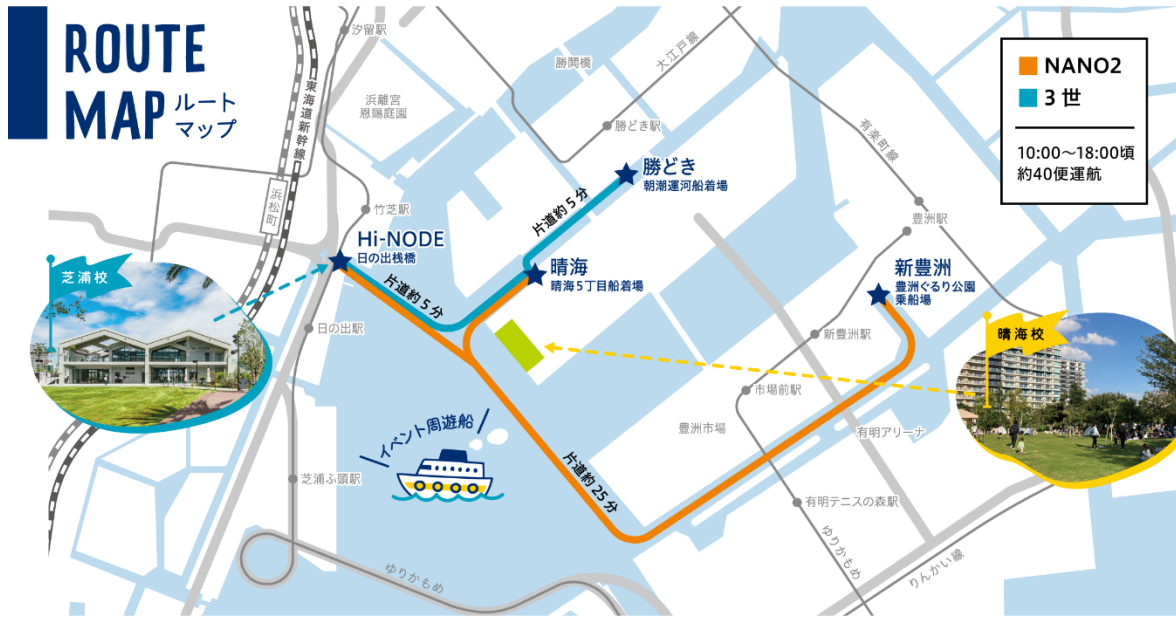 ROUTE
MAP ルート
マップ
NANO2
3世
10:00〜18:00頃
約40便運航
汐留駅
勝鬨橋
大江戸線
東海道新幹線
浜離宮
恩賜庭園
勝どき駅
有楽町線
勝どき
朝潮運河船着場
片道約5分
浜松町
竹芝駅
豊洲駅
Hi-NODE
日の出桟橋
晴海
晴海5丁目船着場
新豊洲
豊洲ぐるり公園
乗船場
芝浦校
片道約5分
日の出駅
新豊洲駅
晴海校
市場前駅
イベント周遊船
豊洲市場
有明アリーナ
片道約25分
芝浦ふ頭駅
有明テニスの森駅
ゆりかもめ
ゆりかもめ
りんかい線